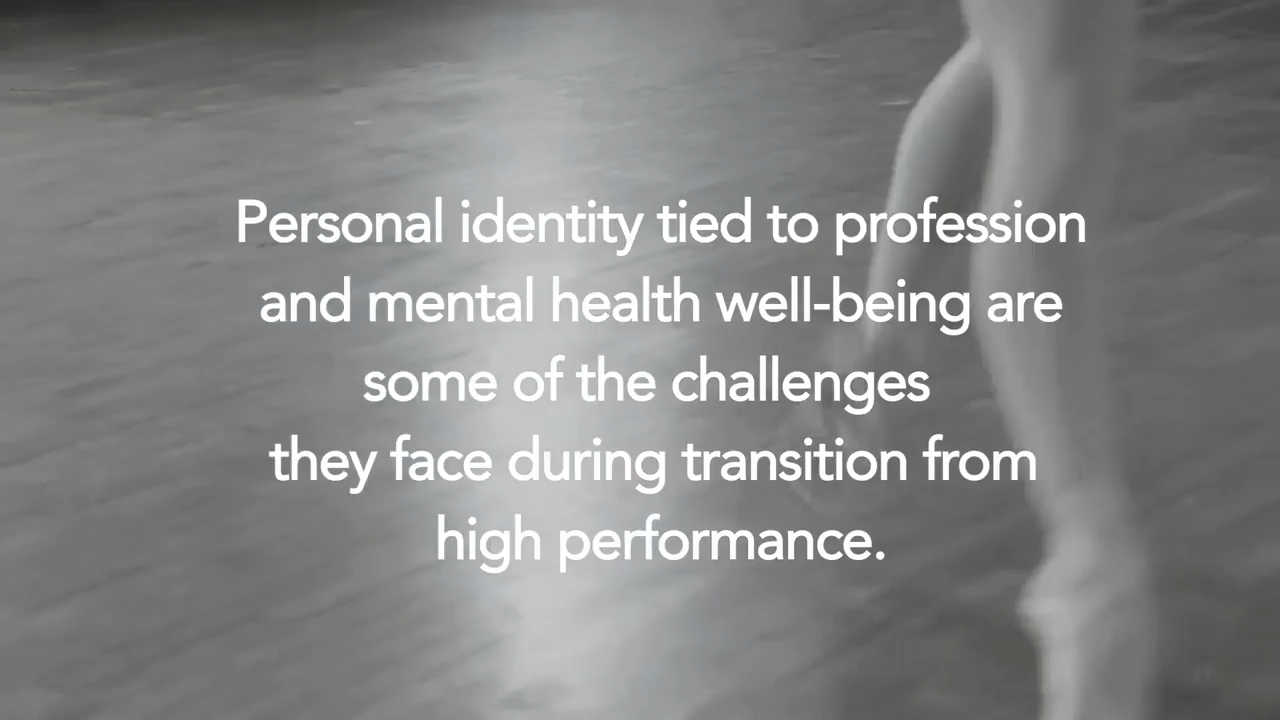 Personal identity tied to profession
and mental health well-being are
some of the challenges
they face during transition from
high performance.